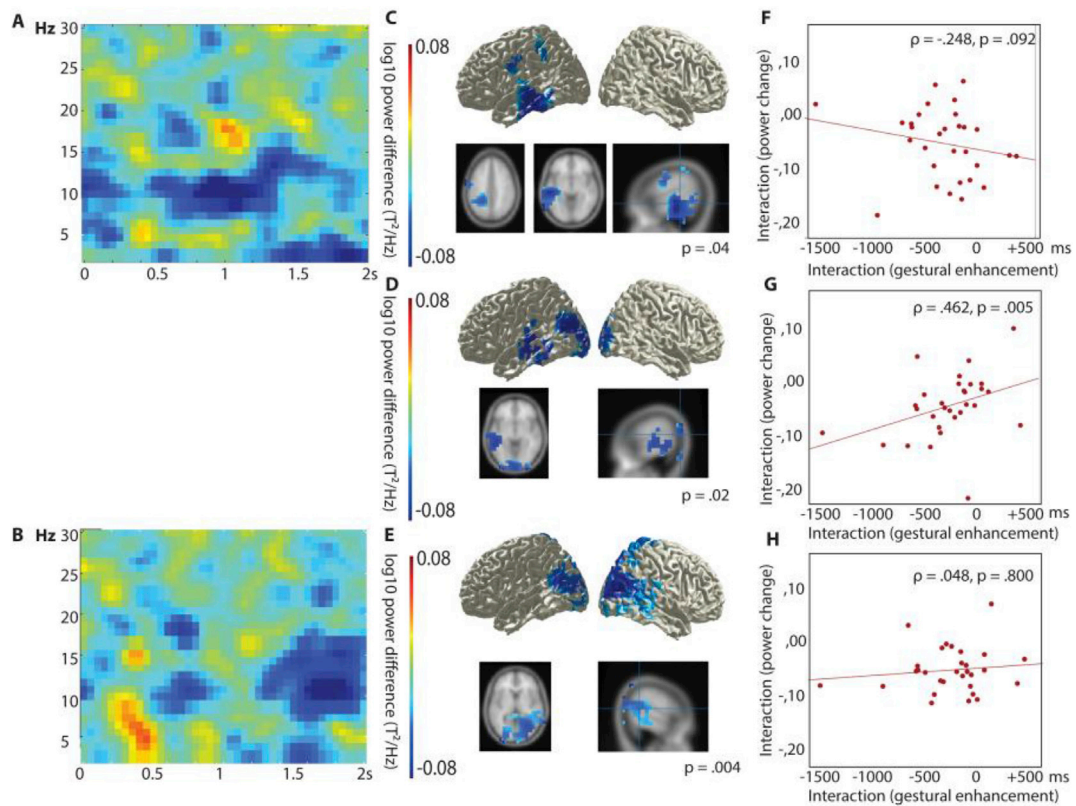 A
Hz
30
25
20
15
10
5
0
0.5
1
1.5
2s
B
Hz
30
25
20
15
10
5
0
0.5
1
1.5
2s
C
0.08
log10 power difference (T²/Hz)
-0.08
p = .04
D
0.08
log10 power difference (T²/Hz)
-0.08
p = .02
E
0.08
log10 power difference (T²/Hz)
-0.08
p = .004
F
ρ = -.248, p = .092
Interaction (power change)
,10
,00
-,10
-,20
-1500 -1000 -500 0 +500 ms
Interaction (gestural enhancement)
G
ρ = .462, p = .005
Interaction (power change)
,10
,00
-,10
-,20
-1500 -1000 -500 0 +500 ms
Interaction (gestural enhancement)
H
ρ = .048, p = .800
Interaction (power change)
,10
,00
-,10
-,20
-1500 -1000 -500 0 +500 ms
Interaction (gestural enhancement)